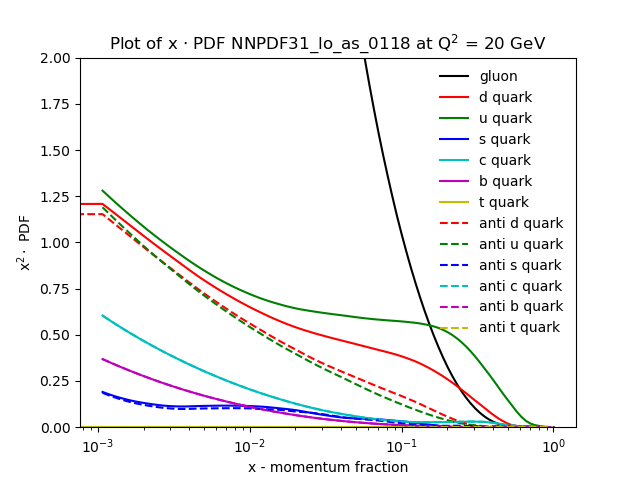 Plot of x · PDF NNPDF31_lo_as_0118 at Q² = 20 GeV
x² · PDF
2.00
1.75
1.50
1.25
1.00
0.75
0.50
0.25
0.00
gluon
d quark
u quark
s quark
c quark
b quark
t quark
anti d quark
anti u quark
anti s quark
anti c quark
anti b quark
anti t quark
10⁻³
10⁻²
10⁻¹
10⁰
x - momentum fraction